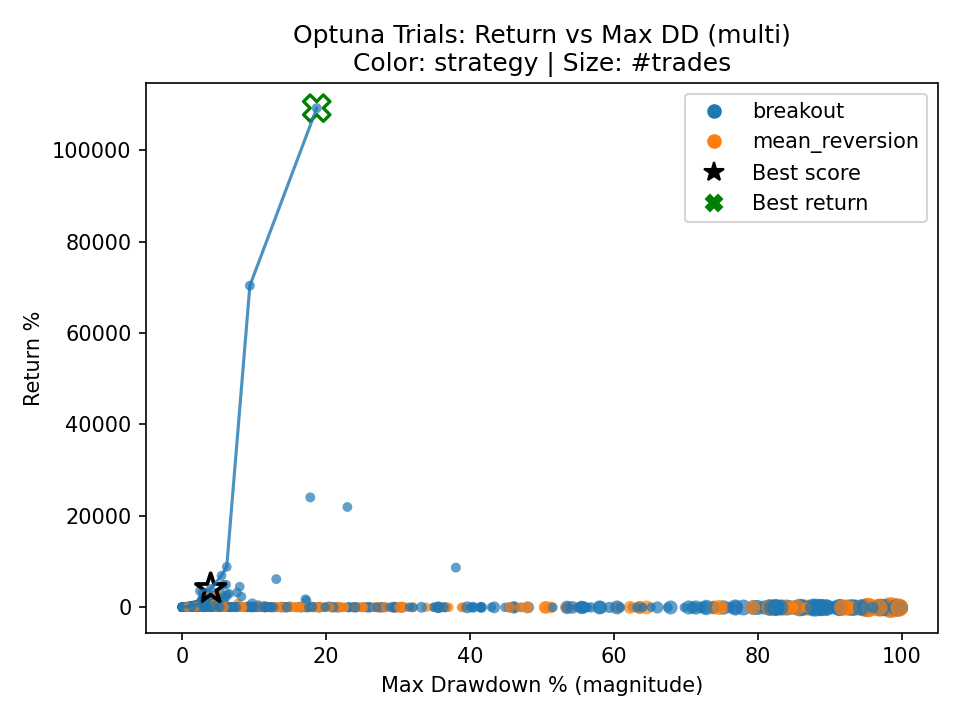 Optuna Trials: Return vs Max DD (multi)
Color: strategy | Size: #trades
breakout
mean_reversion
Best score
Best return
Return %
100000
80000
60000
40000
20000
0
0
20
40
60
80
100
Max Drawdown % (magnitude)